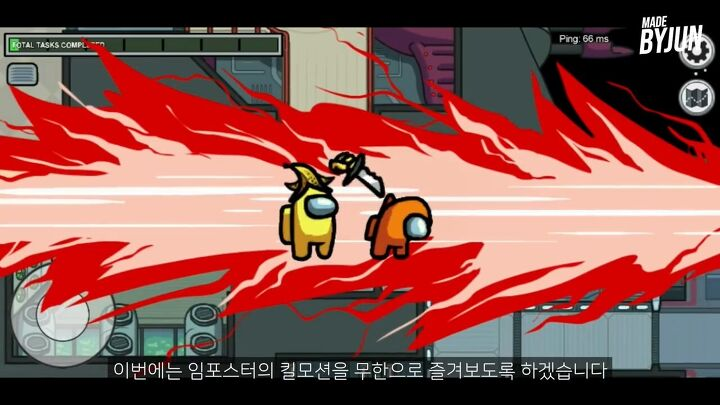 TOTAL TASKS COMPLETED
Ping: 66 ms
MADE
BYJUN
이번에는 임포스터의 킬모션을 무한으로 즐겨보도록 하겠습니다